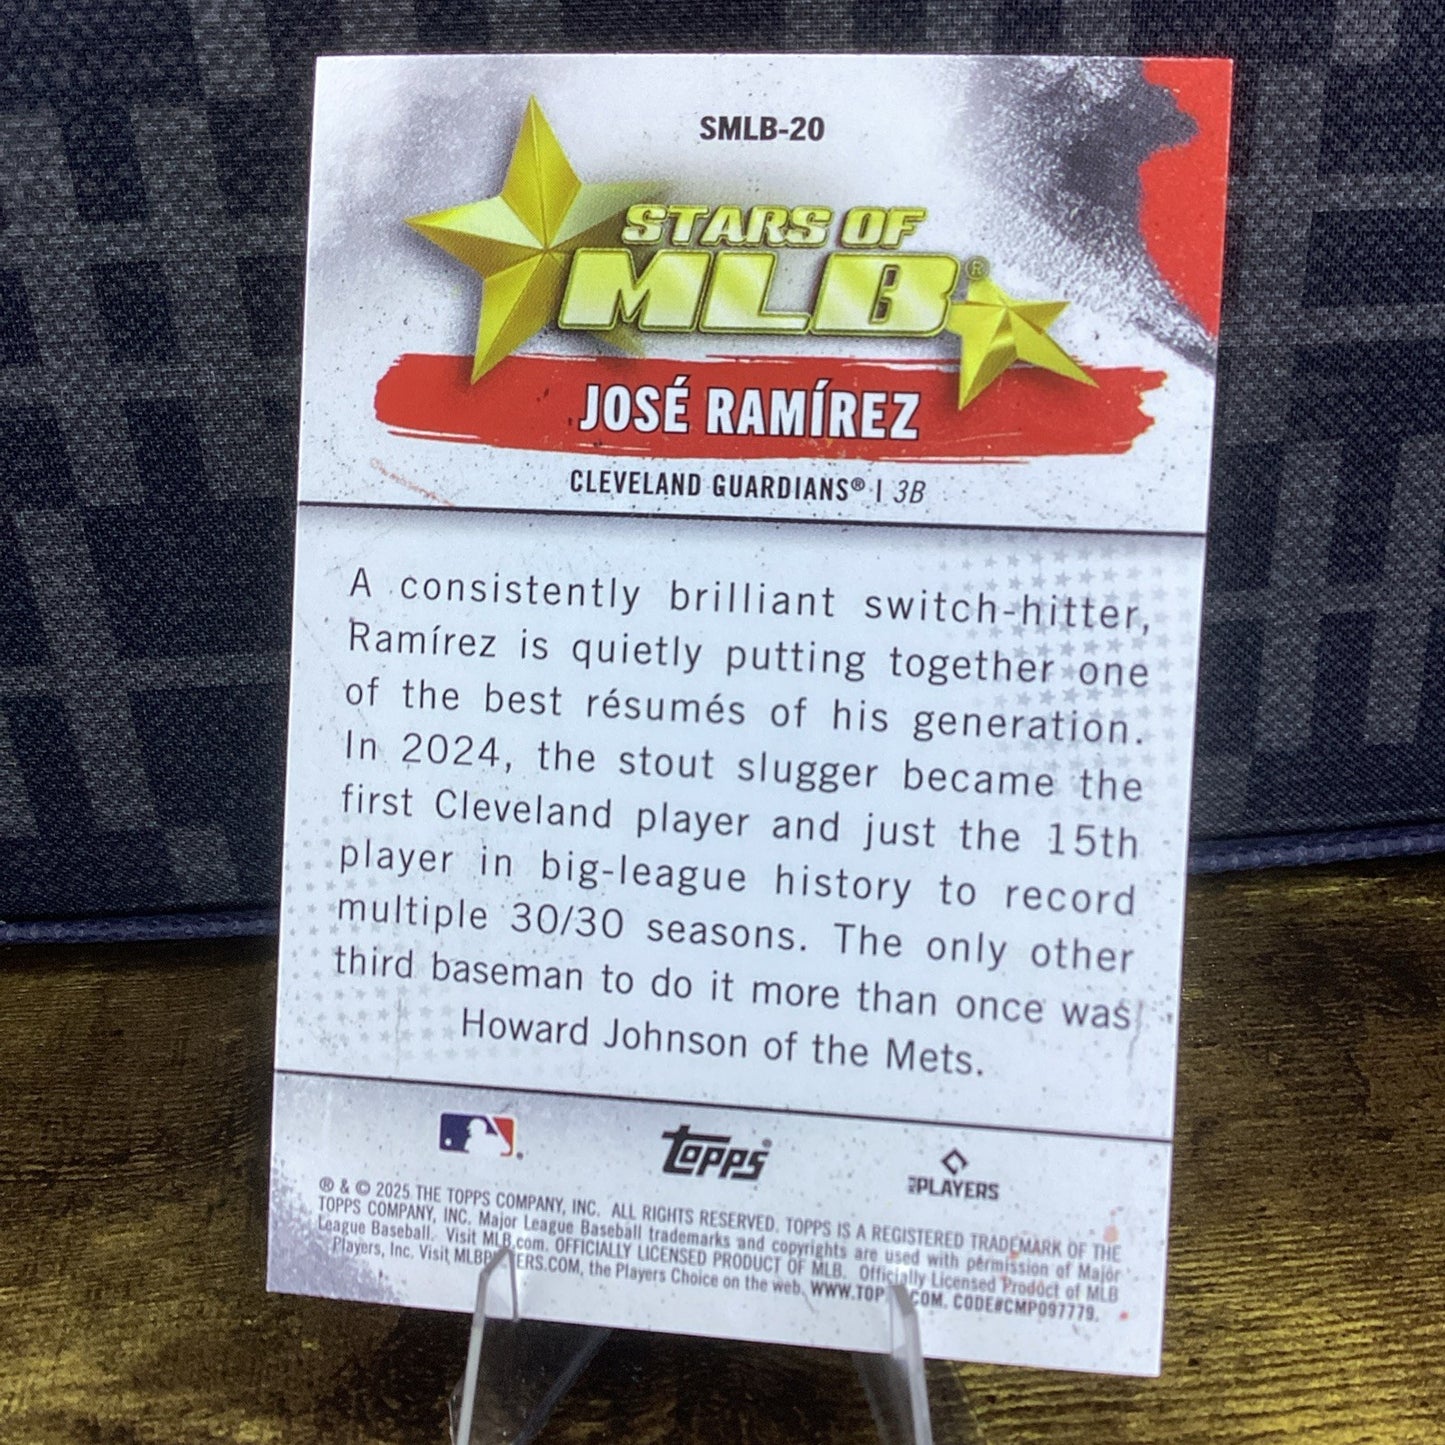 SMLB-20
STARS OF
MLB®
JOSÉ RAMÍREZ
CLEVELAND GUARDIANS® | 3B
A consistently brilliant switch-hitter,
Ramírez is quietly putting together one
of the best résumés of his generation.
In 2024, the stout slugger became the
first Cleveland player and just the 15th
player in big-league history to record
multiple 30/30 seasons. The only other
third baseman to do it more than once was
Howard Johnson of the Mets.
topps PLAYERS
® & © 2025 THE TOPPS COMPANY, INC. ALL RIGHTS RESERVED. TOPPS IS A REGISTERED TRADEMARK OF THE
TOPPS COMPANY, INC. Major League Baseball trademarks and copyrights are used with permission of Major
League Baseball. Visit MLB.com. OFFICIALLY LICENSED PRODUCT OF MLB. Officially Licensed Product of MLB
Players, Inc. Visit the Players Choice on the web. CODE#CMP097779.